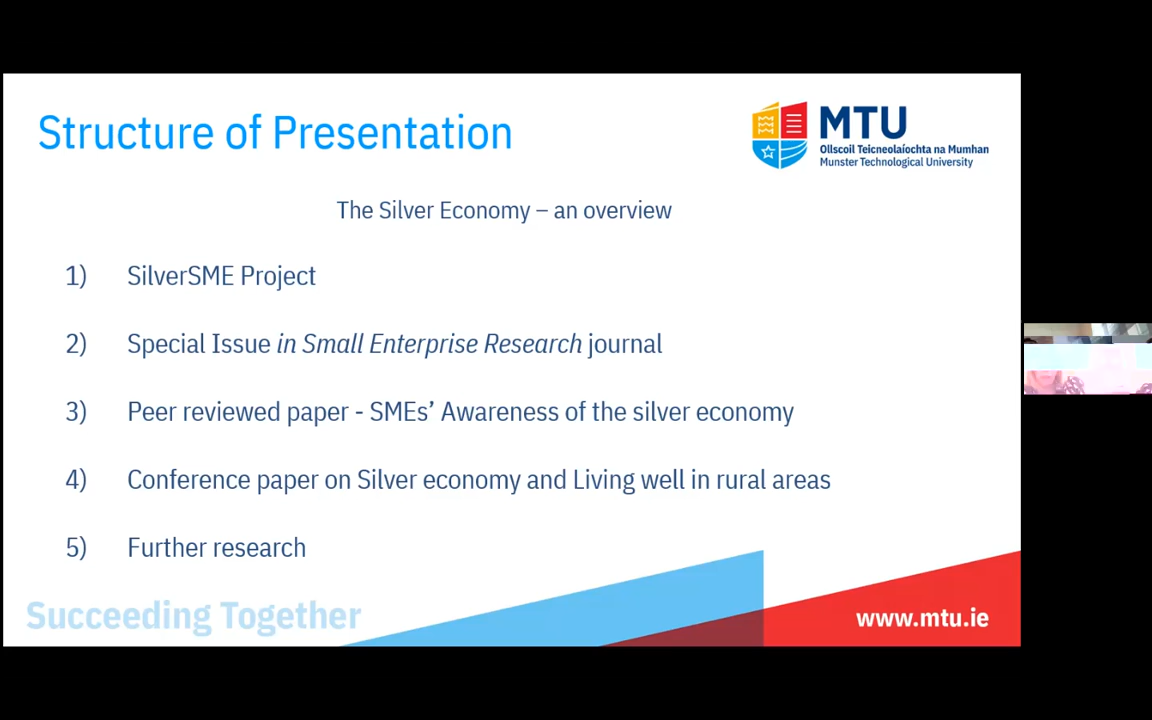 Structure of Presentation
MTU
Ollscoil Teicneolaíochta na Mumhan
Munster Technological University
The Silver Economy – an overview
1) SilverSME Project
2) Special Issue in Small Enterprise Research journal
3) Peer reviewed paper - SMEs’ Awareness of the silver economy
4) Conference paper on Silver economy and Living well in rural areas
5) Further research
Succeeding Together
www.mtu.ie